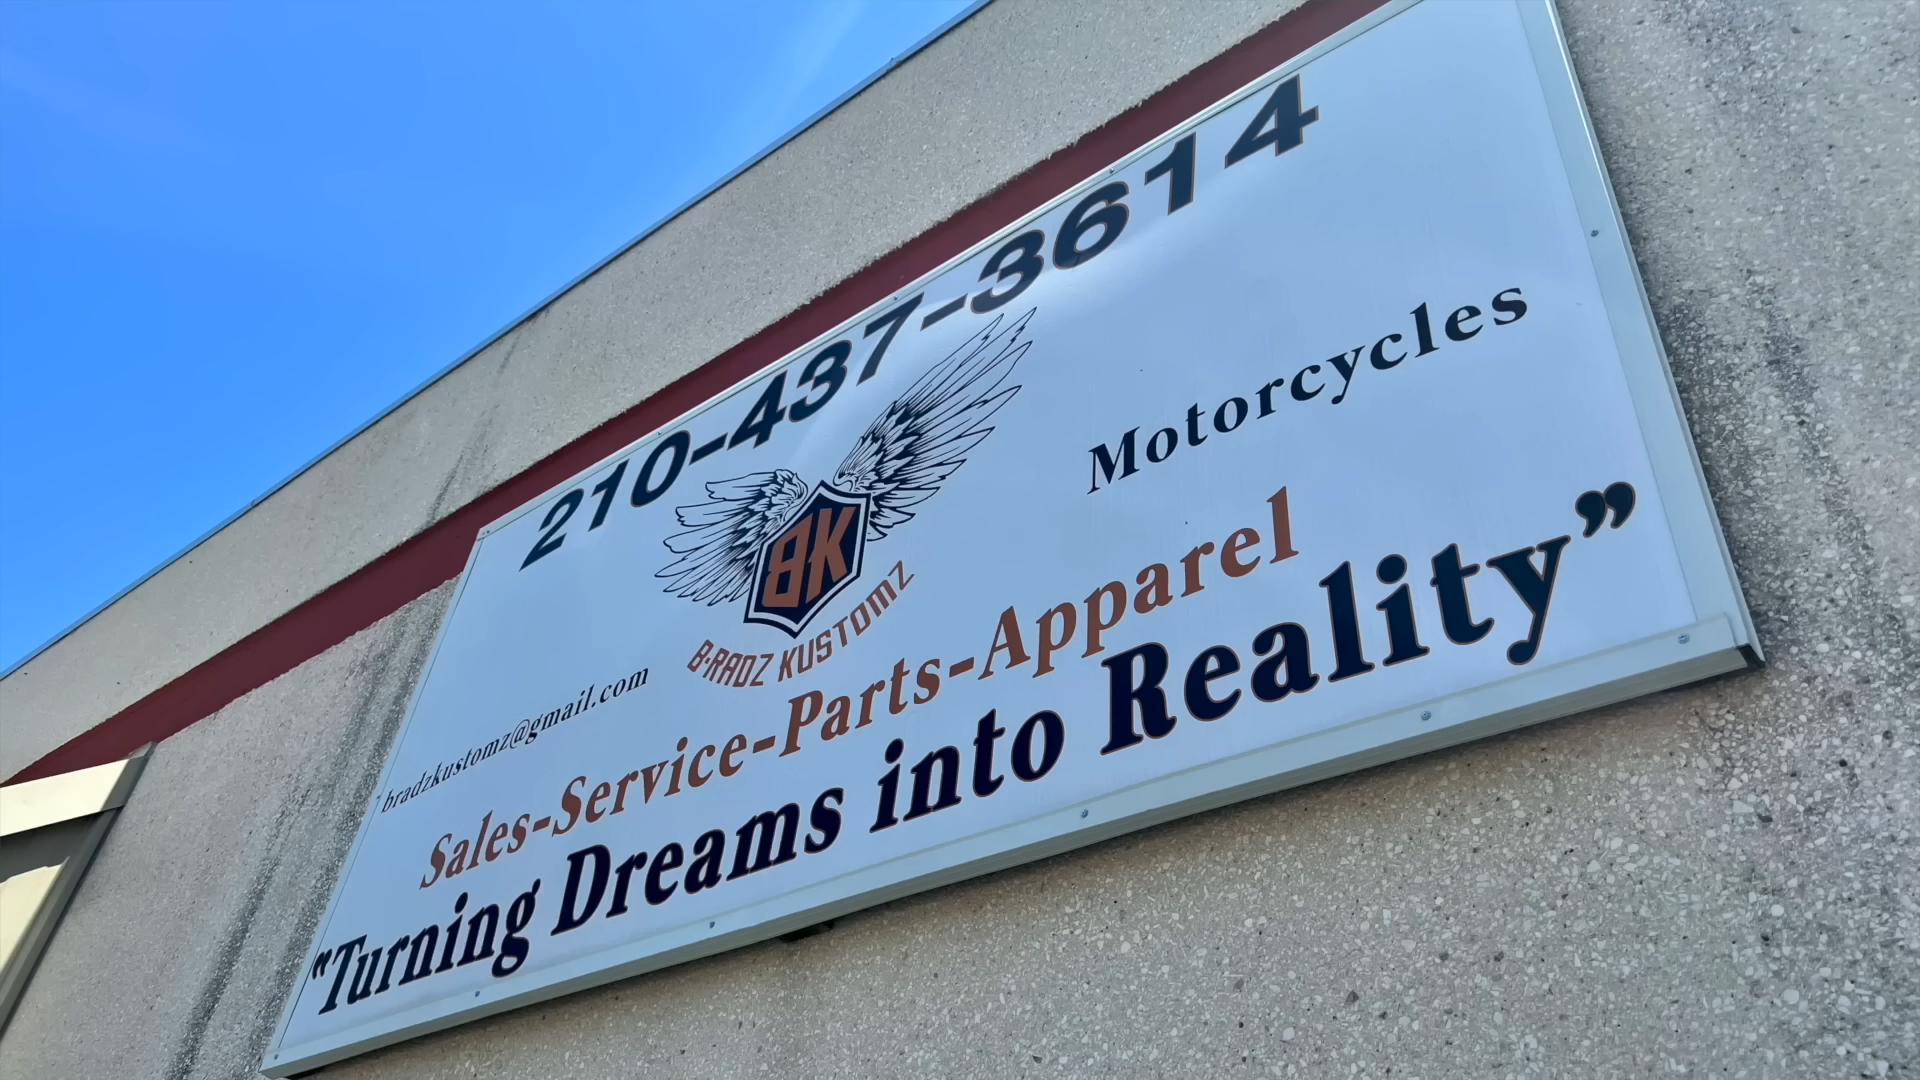 210-437-3614
BK
B-RADZ KUSTOMZ
Motorcycles
bradzkustomz@gmail.com
Sales-Service-Parts-Apparel
“Turning Dreams into Reality”